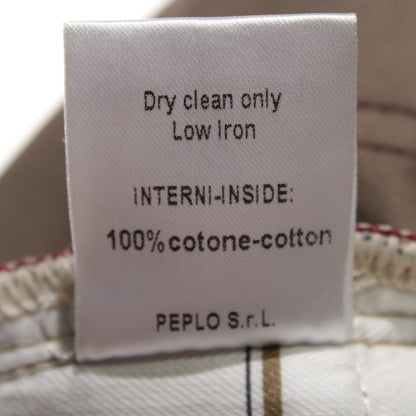 Dry clean only
Low Iron
INTERNI-INSIDE:
100% cotone-cotton
PEPLO S.r.L.